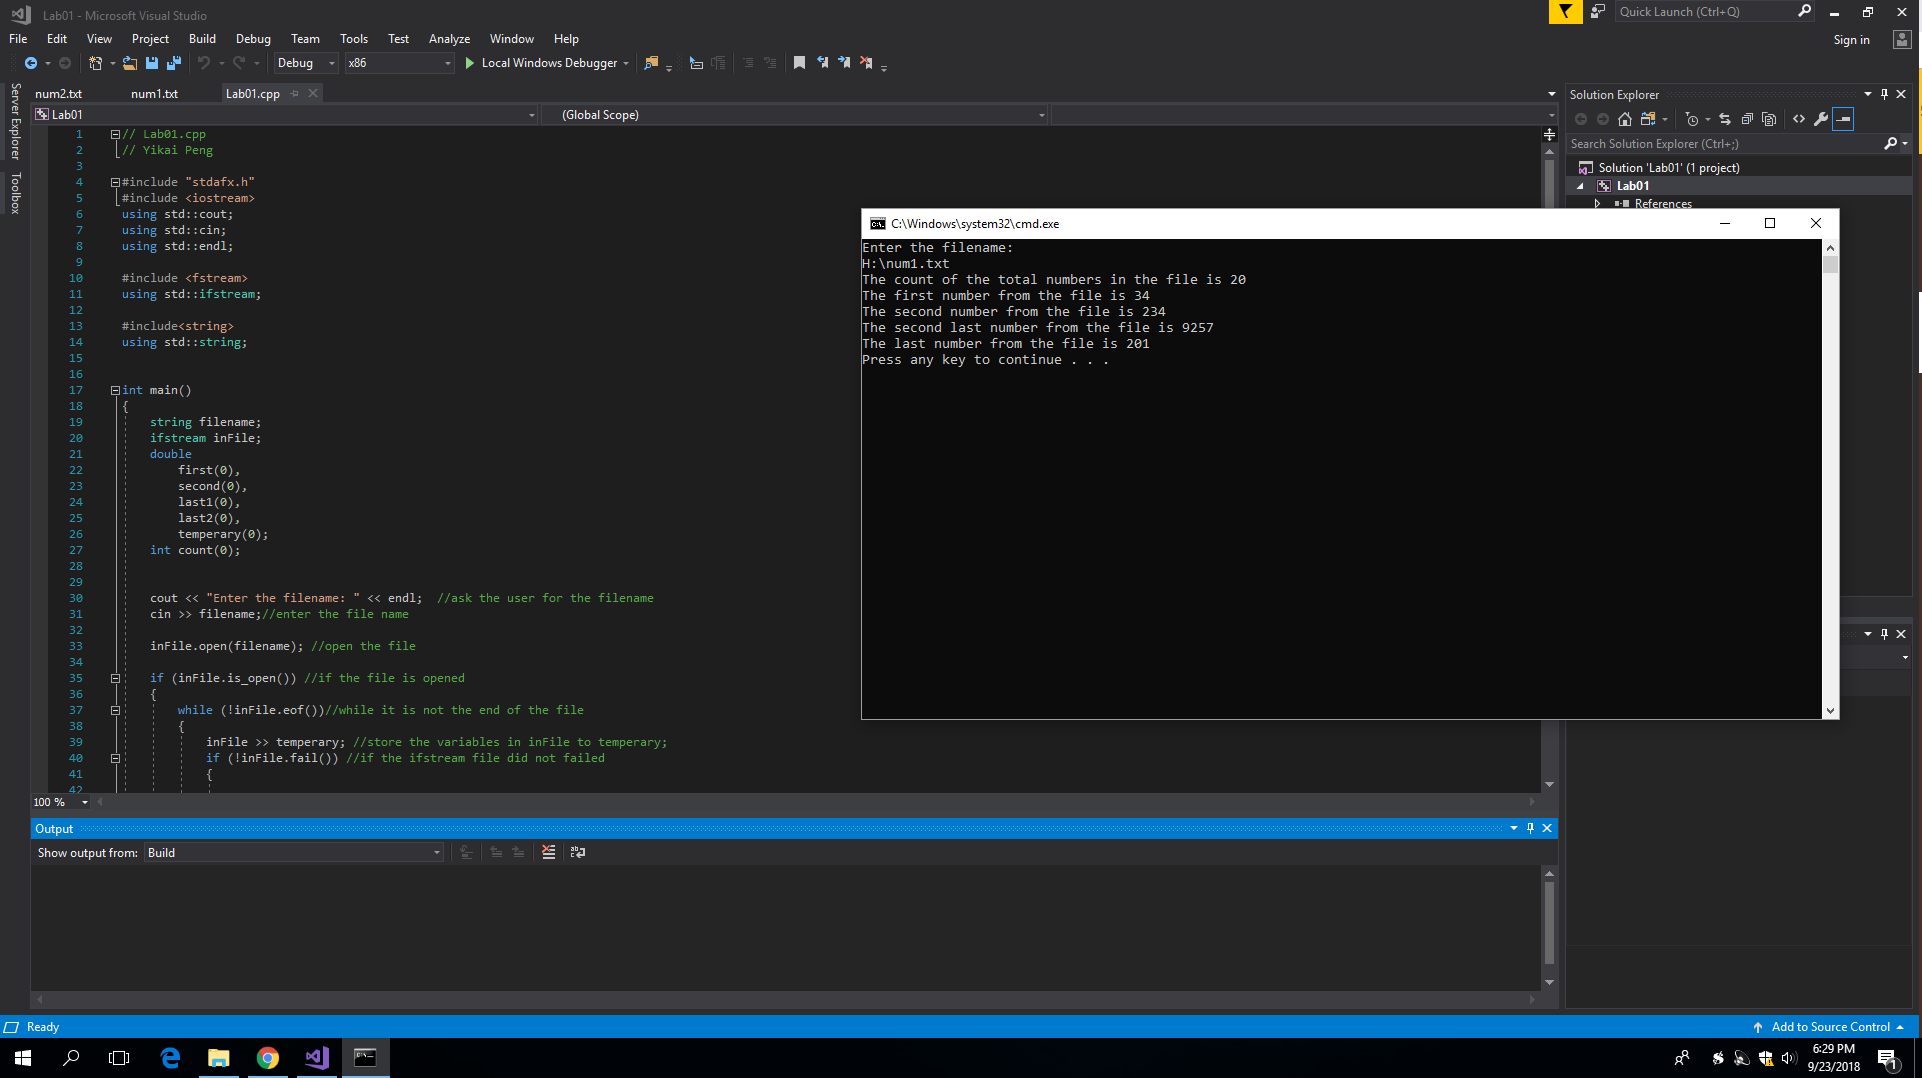 Lab01 - Microsoft Visual Studio
Quick Launch (Ctrl+Q)
File Edit View Project Build Debug Team Tools Test Analyze Window Help
Sign in
Debug x86 Local Windows Debugger
Server Explorer
Toolbox
num2.txt num1.txt Lab01.cpp
Lab01 (Global Scope)
1 // Lab01.cpp
2 // Yikai Peng
3
4 #include "stdafx.h"
5 #include <iostream>
6 using std::cout;
7 using std::cin;
8 using std::endl;
9
10 #include <fstream>
11 using std::ifstream;
12
13 #include<string>
14 using std::string;
15
16
17 int main()
18 {
19 string filename;
20 ifstream inFile;
21 double
22 first(0),
23 second(0),
24 last1(0),
25 last2(0),
26 temperary(0);
27 int count(0);
28
29
30 cout << "Enter the filename: " << endl; //ask the user for the filename
31 cin >> filename;//enter the file name
32
33 inFile.open(filename); //open the file
34
35 if (inFile.is_open()) //if the file is opened
36 {
37 while (!inFile.eof())//while it is not the end of the file
38 {
39 inFile >> temperary; //store the variables in inFile to temperary;
40 if (!inFile.fail()) //if the ifstream file did not failed
41 {
42
100 %
C:\Windows\system32\cmd.exe
Enter the filename:
H:\num1.txt
The count of the total numbers in the file is 20
The first number from the file is 34
The second number from the file is 234
The second last number from the file is 9257
The last number from the file is 201
Press any key to continue . . .
Solution Explorer
Search Solution Explorer (Ctrl+;)
Solution 'Lab01' (1 project)
Lab01
References
Output
Show output from: Build
Ready
Add to Source Control
6:29 PM
9/23/2018
1